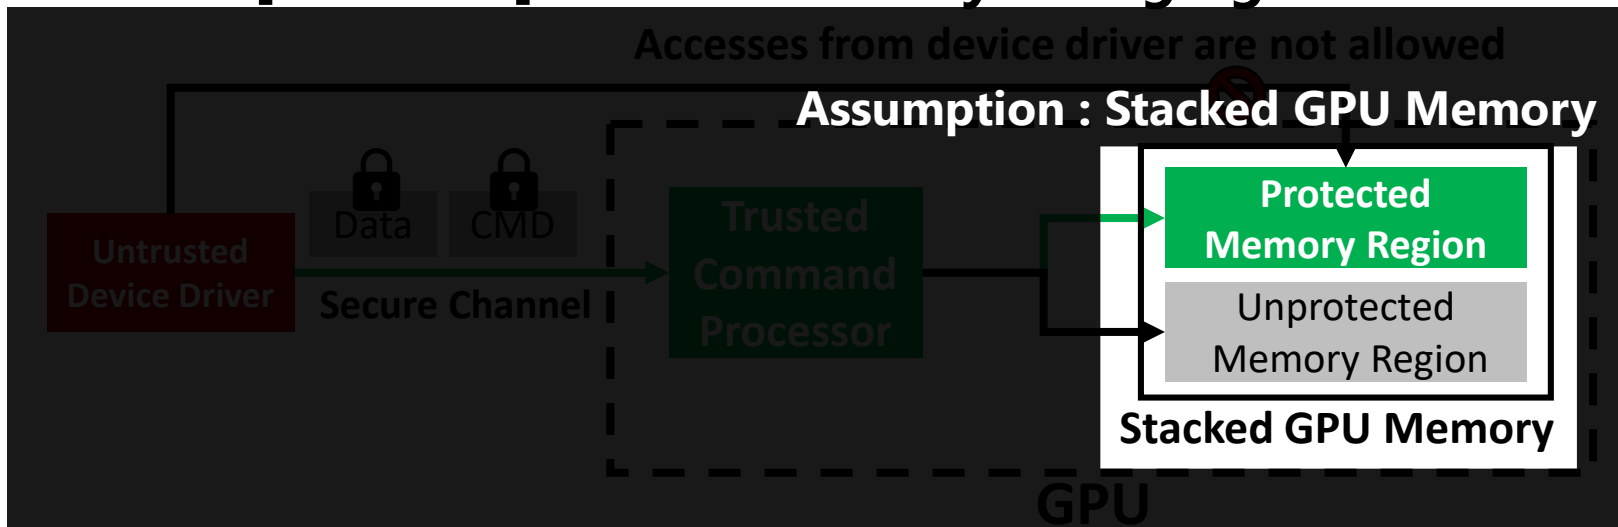 Accesses from device driver are not allowed
Assumption : Stacked GPU Memory
Data
CMD
Untrusted
Device Driver
Secure Channel
Trusted
Command
Processor
Protected
Memory Region
Unprotected
Memory Region
Stacked GPU Memory
GPU